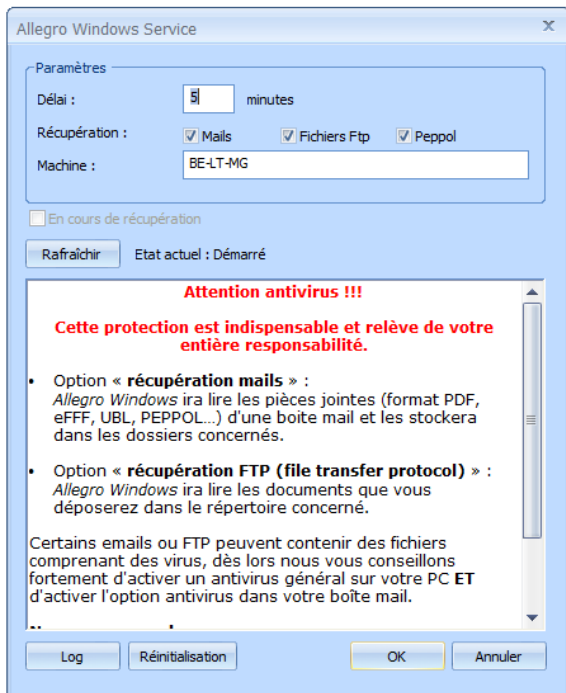 Allegro Windows Service
x
Paramètres
Délai : 5 minutes
Récupération : Mails Fichiers Ftp Peppol
Machine : BE-LT-MG
En cours de récupération
Rafraîchir Etat actuel : Démarré
Attention antivirus !!!
Cette protection est indispensable et relève de votre
entière responsabilité.
• Option « récupération mails » :
Allegro Windows ira lire les pièces jointes (format PDF,
eFFF, UBL, PEPPOL...) d'une boite mail et les stockera
dans les dossiers concernés.
• Option « récupération FTP (file transfer protocol) » :
Allegro Windows ira lire les documents que vous
déposerez dans le répertoire concerné.
Certains emails ou FTP peuvent contenir des fichiers
comprenant des virus, dès lors nous vous conseillons
fortement d'activer un antivirus général sur votre PC ET
d'activer l'option antivirus dans votre boîte mail.
Log Réinitialisation OK Annuler